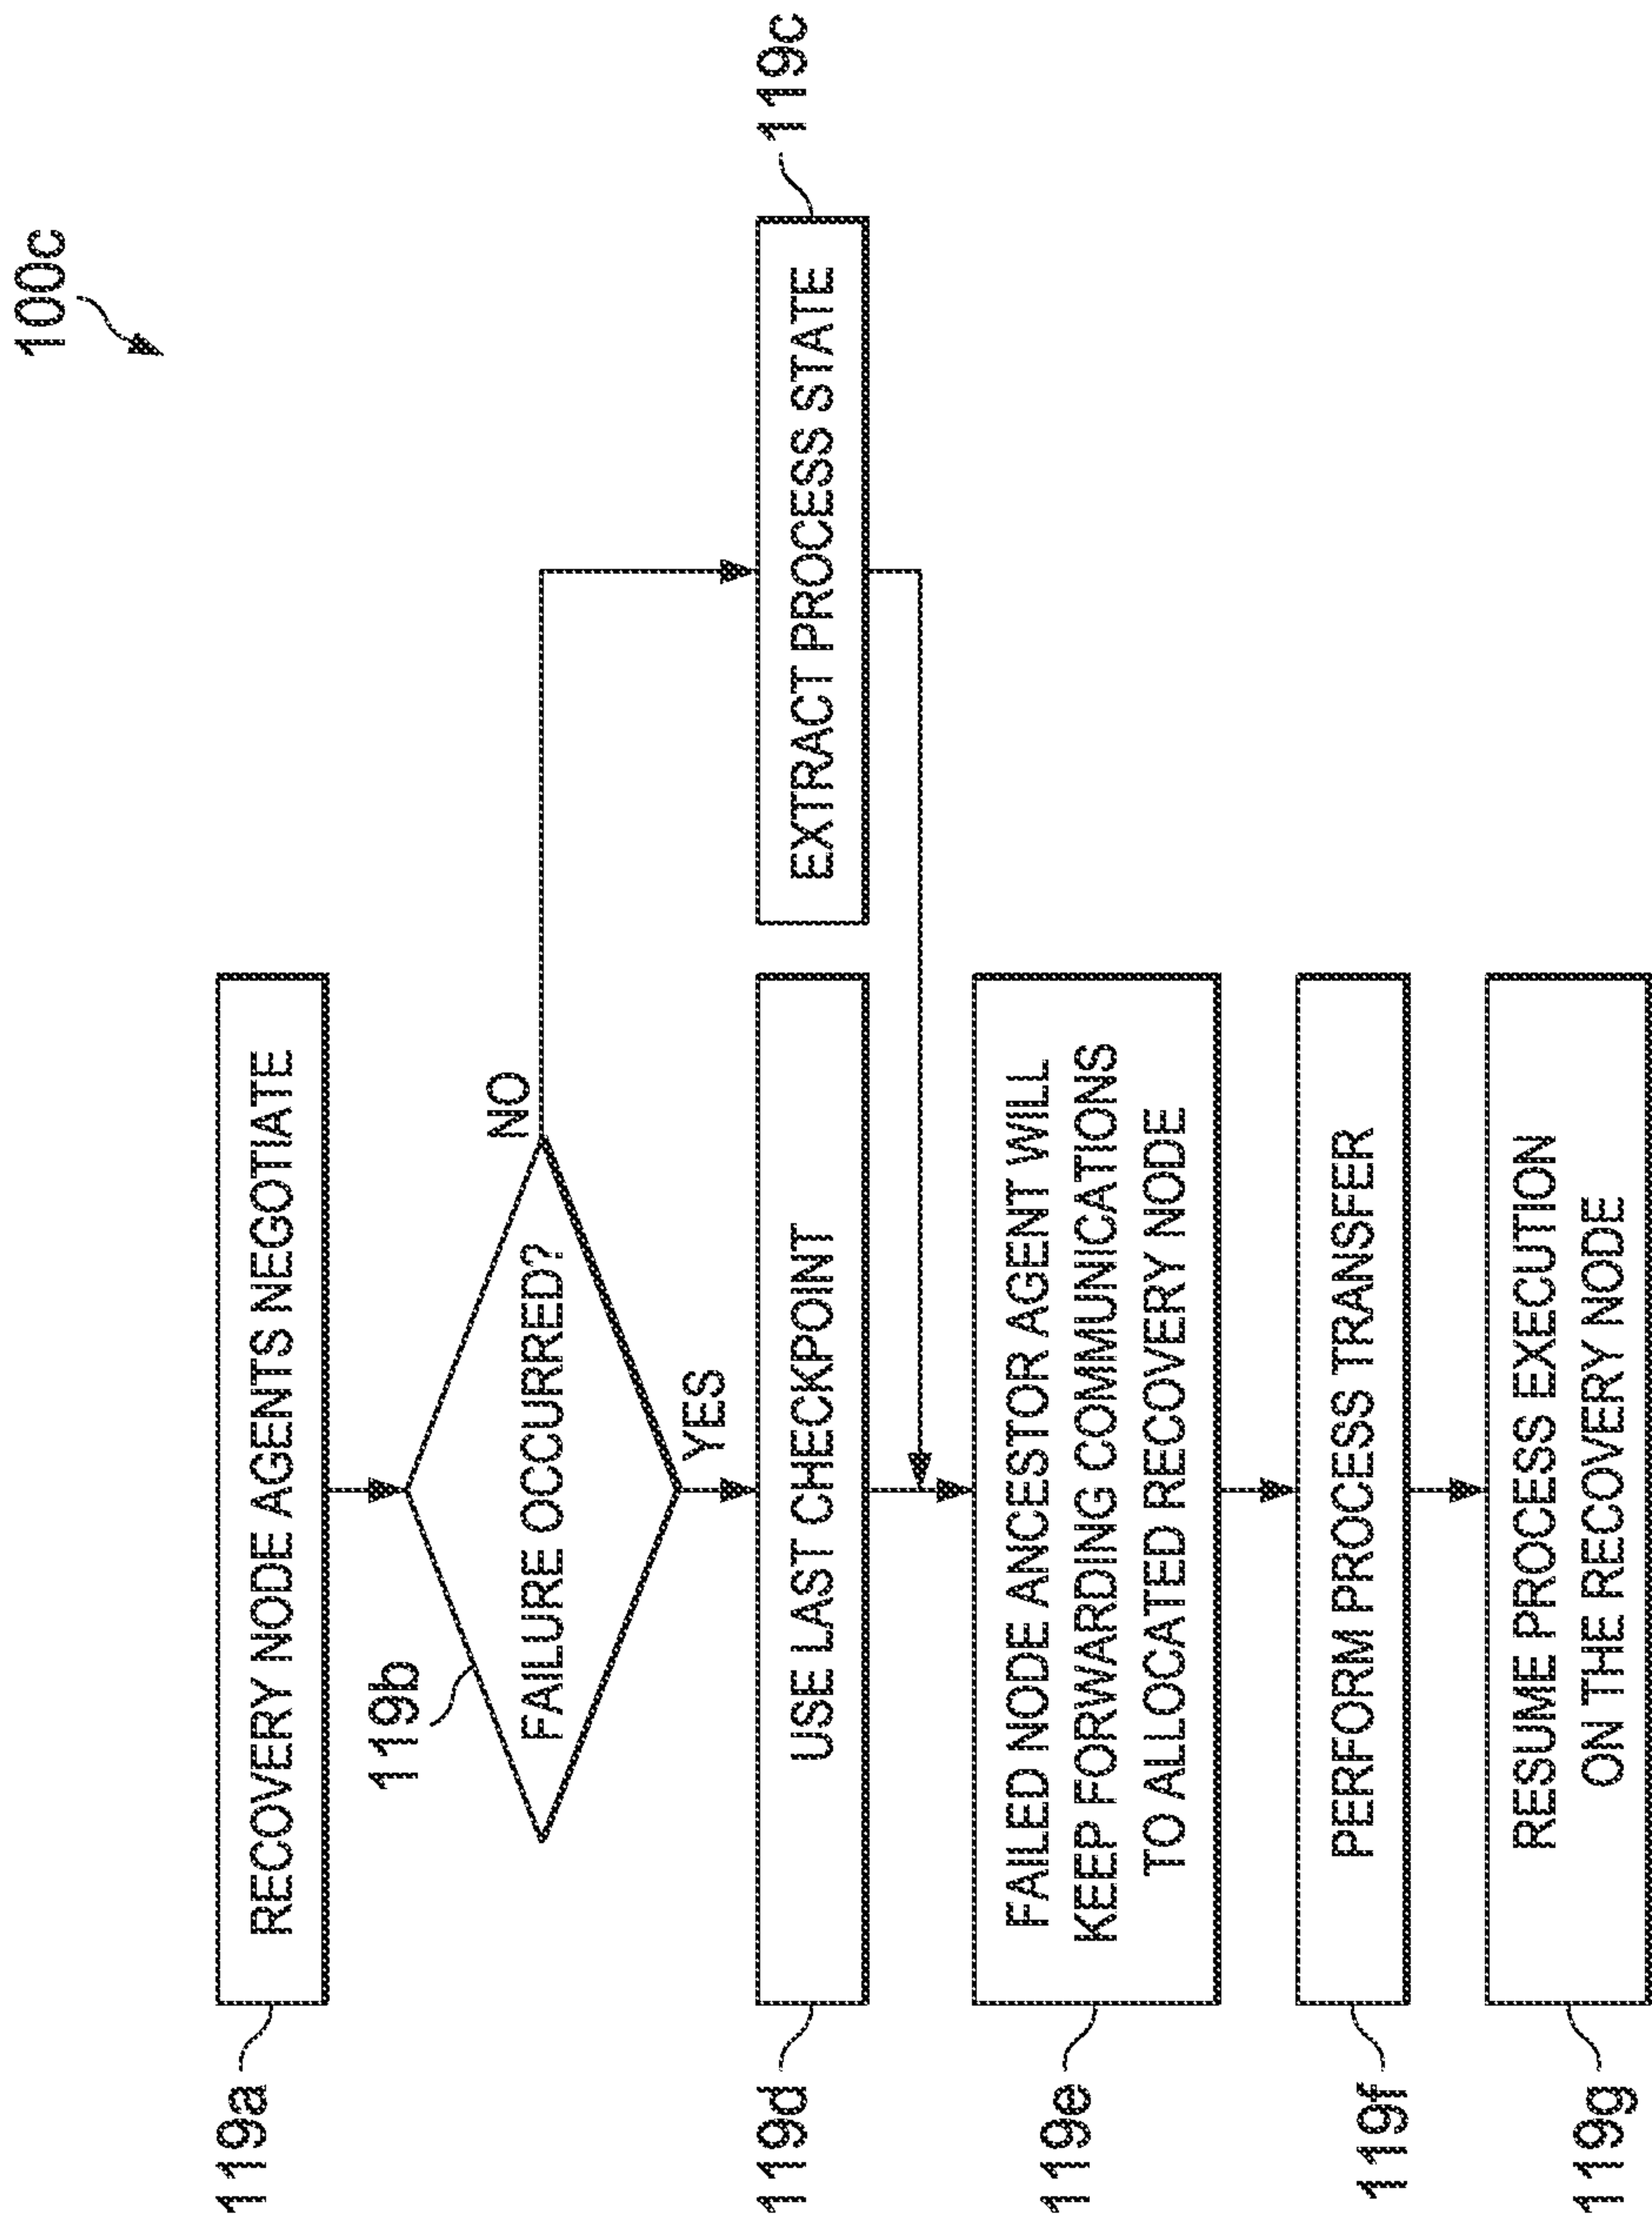 100c
119a
RECOVERY NODE AGENTS NEGOTIATE
119b
FAILURE OCCURRED?
NO
YES
119d
USE LAST CHECKPOINT
EXTRACT PROCESS STATE
119c
119e
FAILED NODE ANCESTOR AGENT WILL
KEEP FORWARDING COMMUNICATIONS
TO ALLOCATED RECOVERY NODE
119f
PERFORM PROCESS TRANSFER
119g
RESUME PROCESS EXECUTION
ON THE RECOVERY NODE